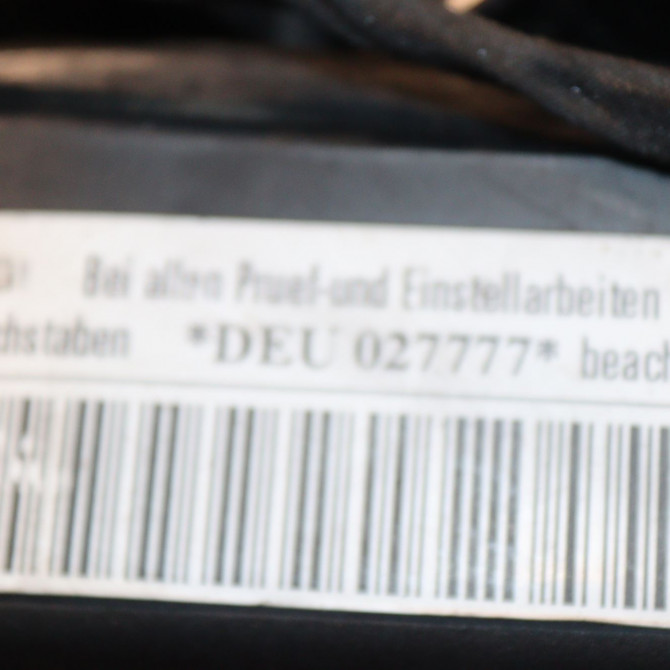 Bei allen Pruef-und Einstellarbeiten
chstaben *DEU 027777* beach